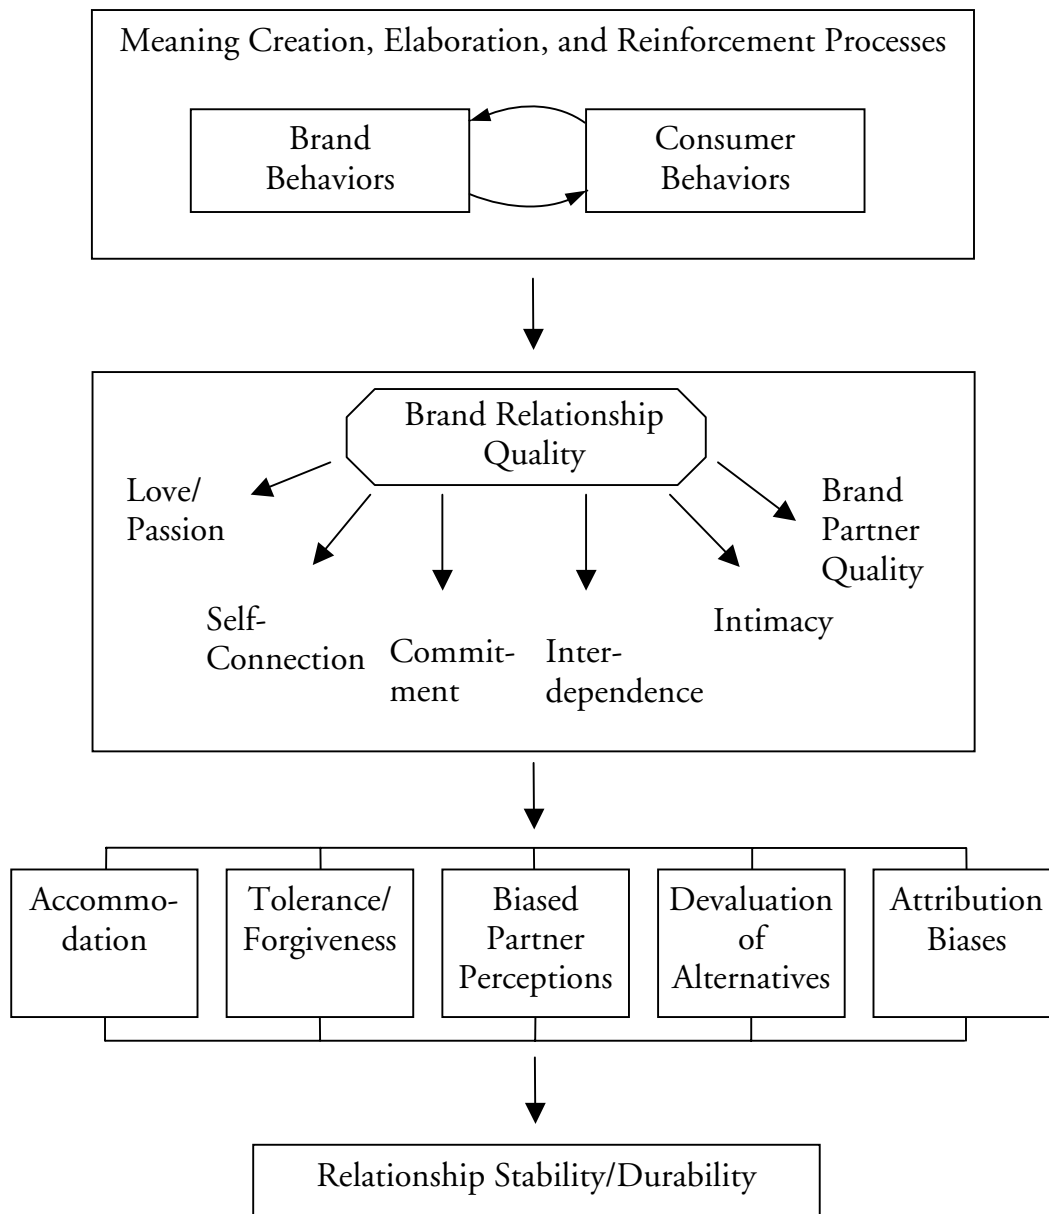 Meaning Creation, Elaboration, and Reinforcement Processes
Brand
Behaviors
Consumer
Behaviors
Brand Relationship
Quality
Love/
Passion
Self-
Connection
Commit-
ment
Inter-
dependence
Intimacy
Brand
Partner
Quality
Accommo-
dation
Tolerance/
Forgiveness
Biased
Partner
Perceptions
Devaluation
of
Alternatives
Attribution
Biases
Relationship Stability/Durability